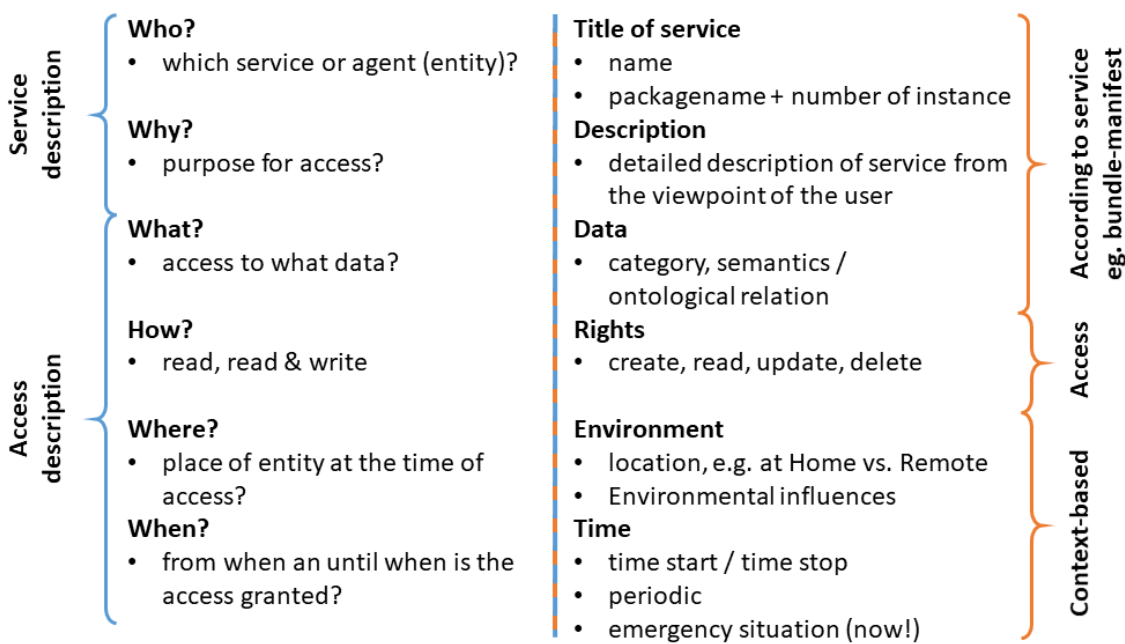 Service
description
Access
description
Who?
• which service or agent (entity)?
Why?
• purpose for access?
What?
• access to what data?
How?
• read, read & write
Where?
• place of entity at the time of
access?
When?
• from when an until when is the
access granted?
Title of service
• name
• packagename + number of instance
Description
• detailed description of service from
the viewpoint of the user
Data
• category, semantics /
ontological relation
Rights
• create, read, update, delete
Environment
• location, e.g. at Home vs. Remote
• Environmental influences
Time
• time start / time stop
• periodic
• emergency situation (now!)
According to service
eg. bundle-manifest
Access
Context-based